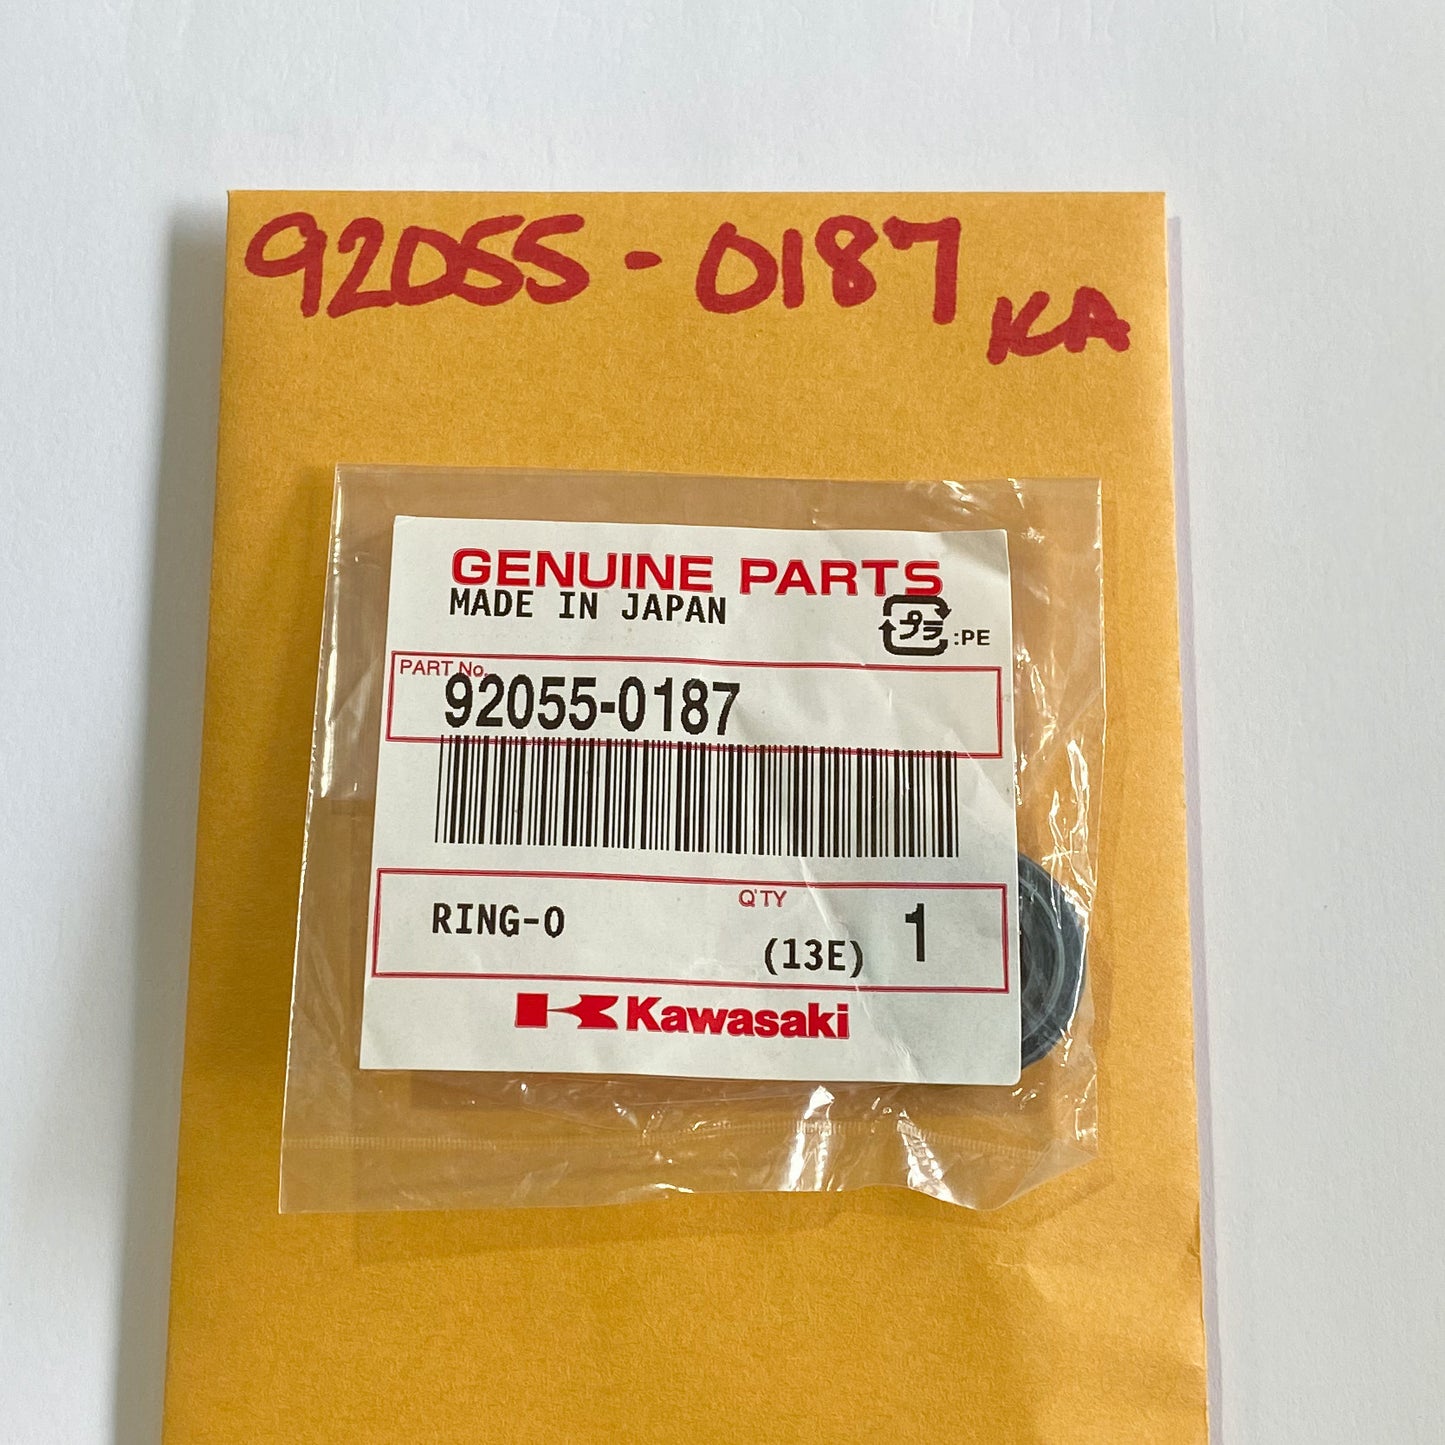 92055-0187 KA
GENUINE PARTS
MADE IN JAPAN
プラ :PE
PART No.
92055-0187
Q'TY
RING-O (13E) 1
Kawasaki